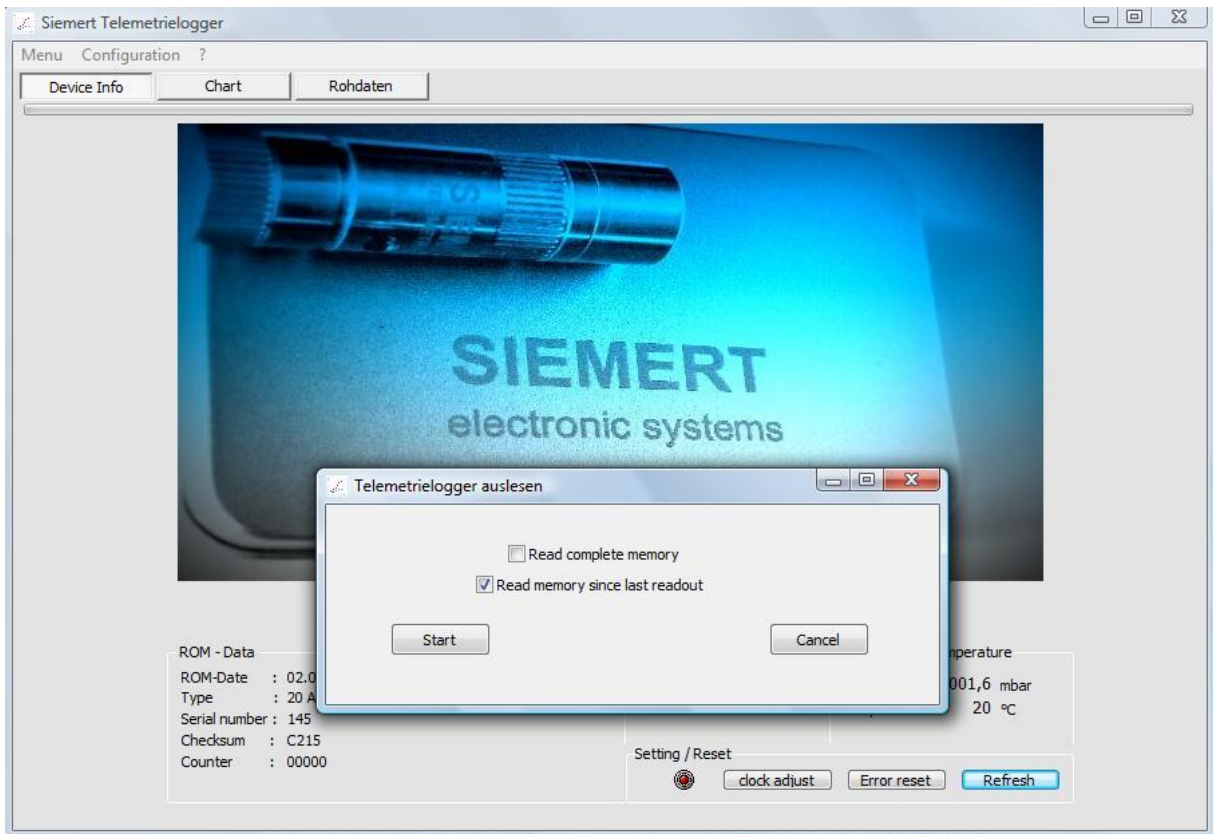 Siemert Telemetrielogger
Menu Configuration ?
Device Info Chart Rohdaten
SIEMERT
electronic systems
Telemetrielogger auslesen
Read complete memory
Read memory since last readout
Start Cancel
ROM - Data
ROM-Date : 02.0
Type : 20 A
Serial number : 145
Checksum : C215
Counter : 00000
001,6 mbar
20 °C
Setting / Reset
clock adjust Error reset Refresh